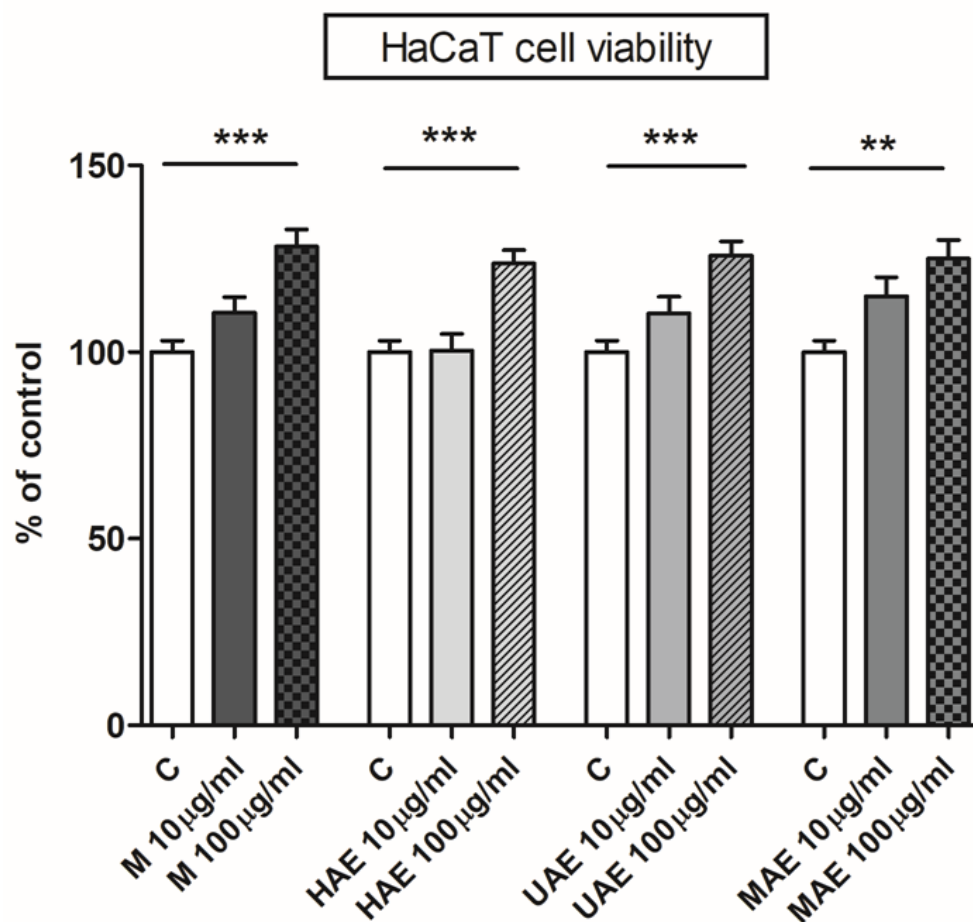 HaCaT cell viability
*** *** *** **
% of control
150
100
50
0
C
M 10µg/ml
M 100µg/ml
C
HAE 10µg/ml
HAE 100µg/ml
C
UAE 10µg/ml
UAE 100µg/ml
C
MAE 10µg/ml
MAE 100µg/ml